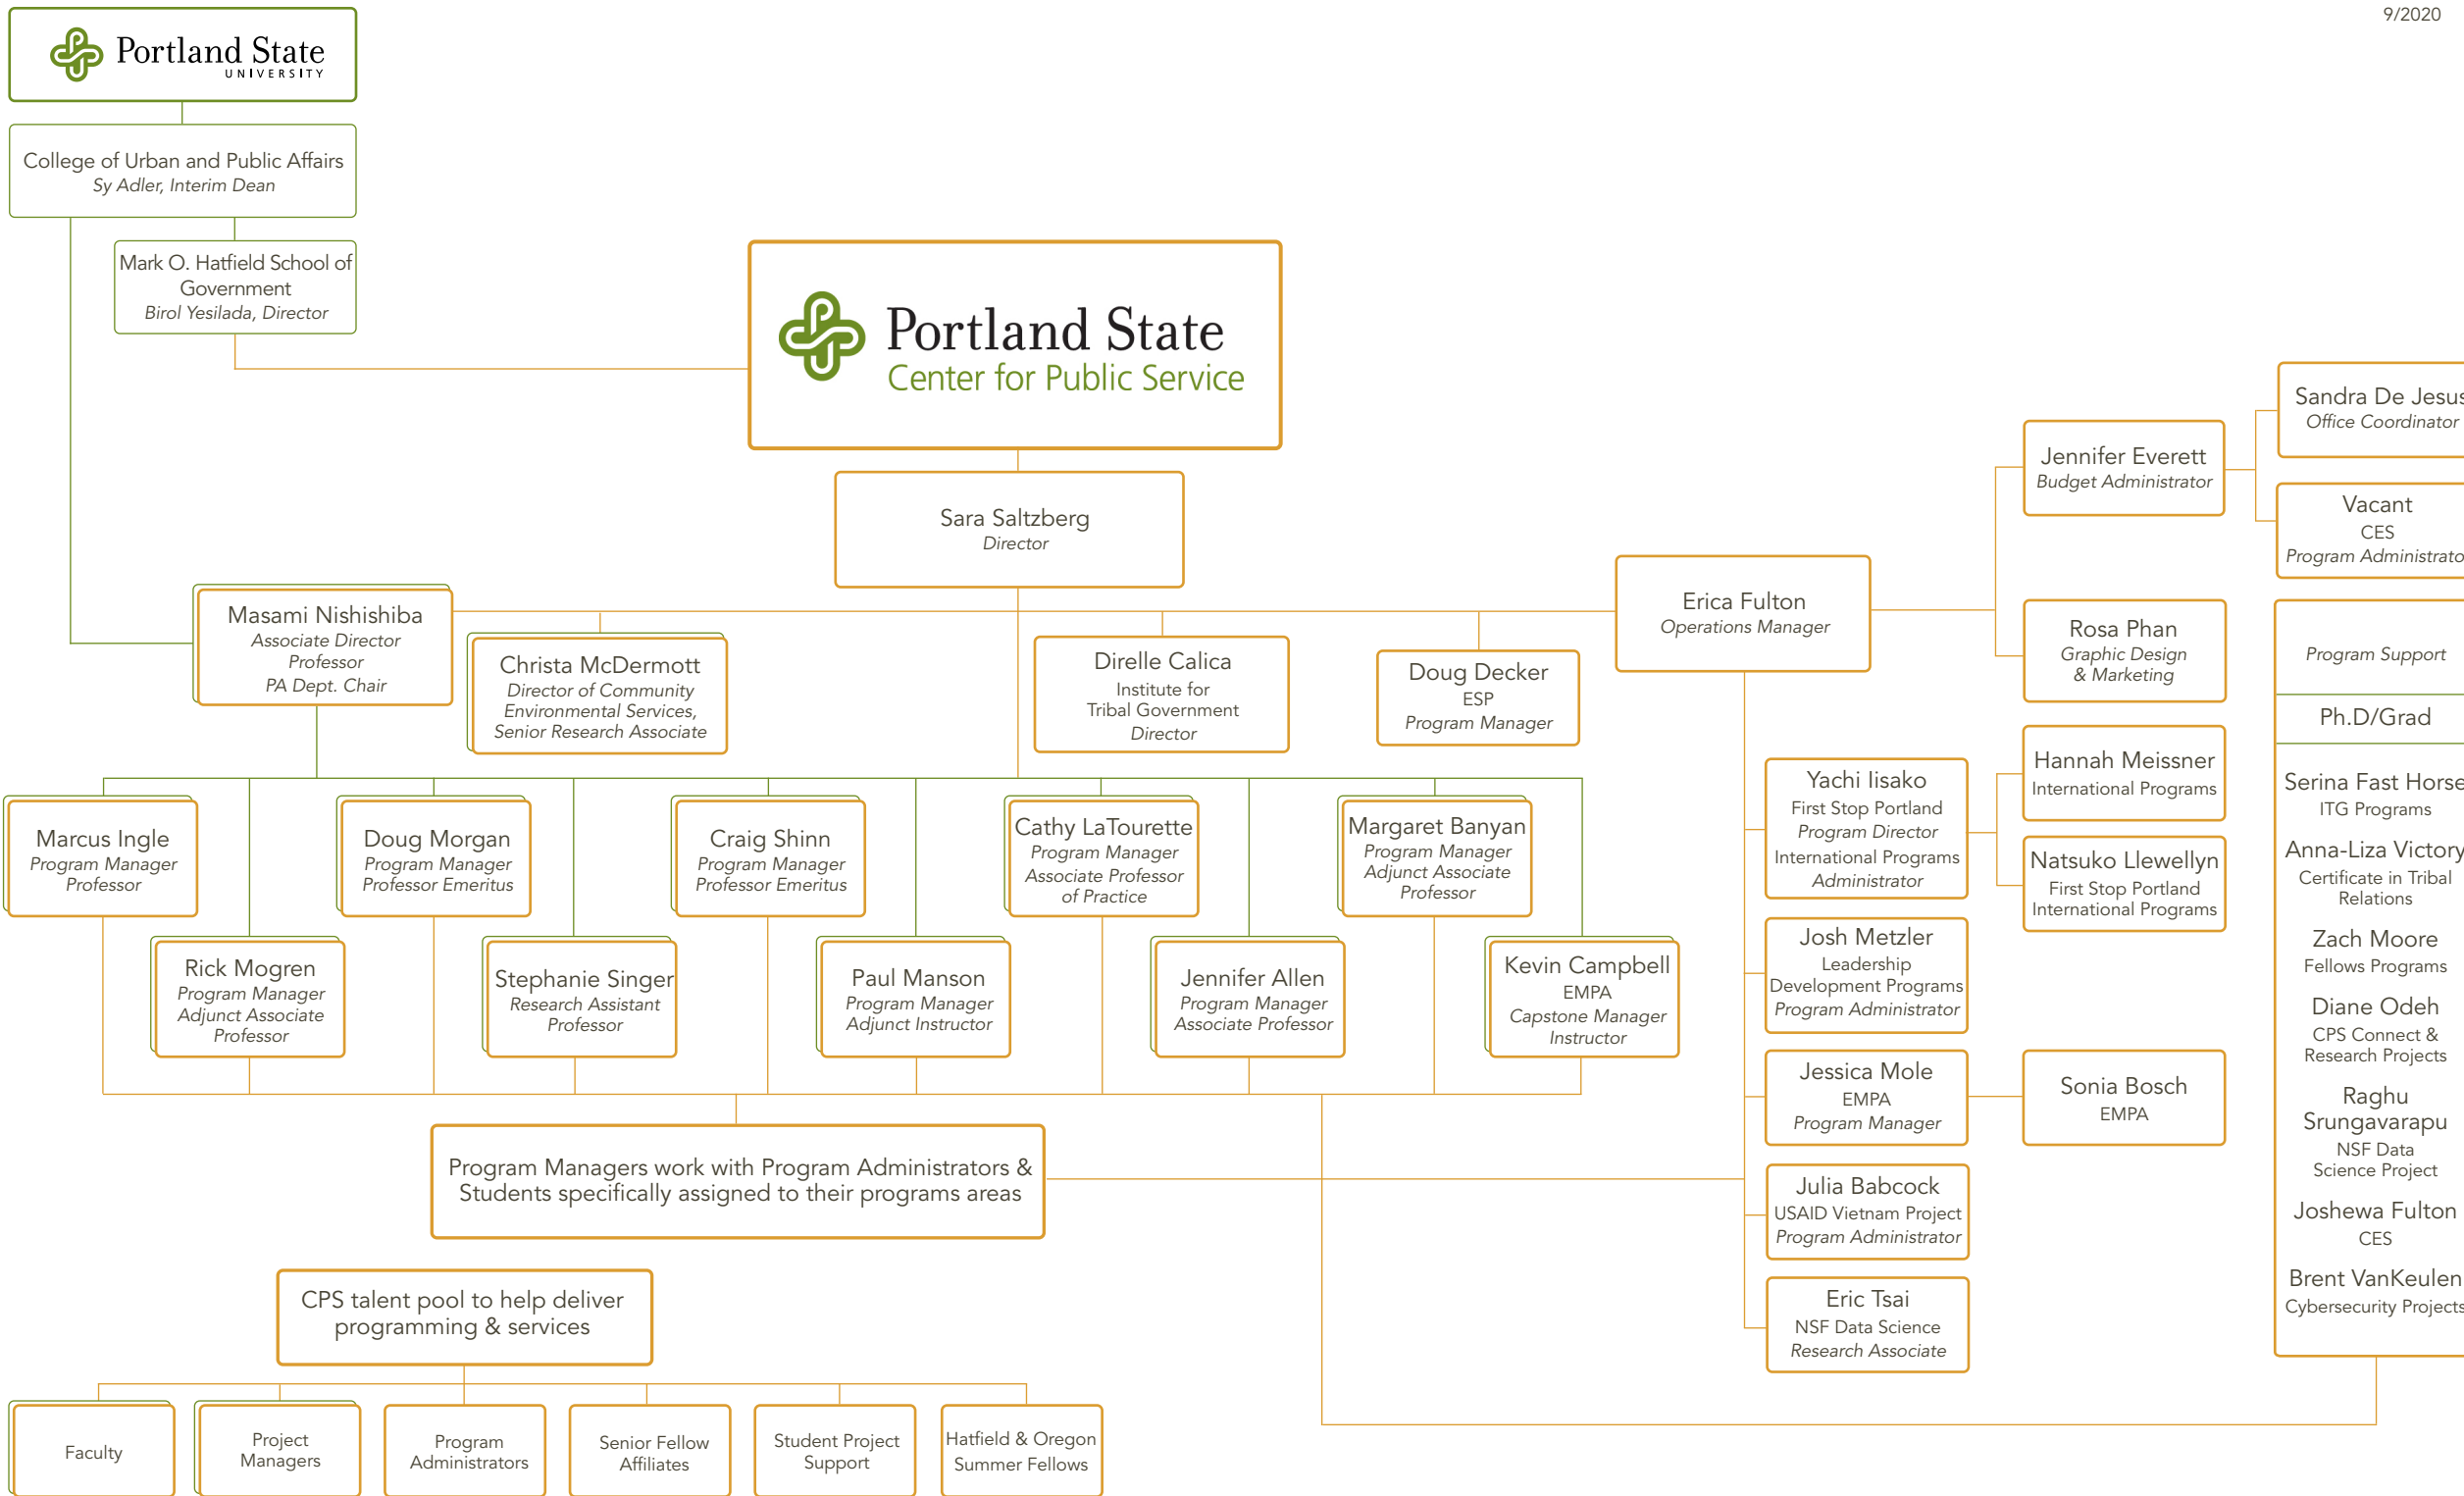 9/2020
Portland State
UNIVERSITY
College of Urban and Public Affairs
Sy Adler, Interim Dean
Mark O. Hatfield School of
Government
Birol Yesilada, Director
Portland State
Center for Public Service
Sara Saltzberg
Director
Masami Nishishiba
Associate Director
Professor
PA Dept. Chair
Christa McDermott
Director of Community
Environmental Services,
Senior Research Associate
Direlle Calica
Institute for
Tribal Government
Director
Doug Decker
ESP
Program Manager
Erica Fulton
Operations Manager
Jennifer Everett
Budget Administrator
Sandra De Jesus
Office Coordinator
Vacant
CES
Program Administrato
Rosa Phan
Graphic Design
& Marketing
Yachi Iisako
First Stop Portland
Program Director
International Programs
Administrator
Hannah Meissner
International Programs
Natsuko Llewellyn
First Stop Portland
International Programs
Josh Metzler
Leadership
Development Programs
Program Administrator
Jessica Mole
EMPA
Program Manager
Sonia Bosch
EMPA
Julia Babcock
USAID Vietnam Project
Program Administrator
Eric Tsai
NSF Data Science
Research Associate
Program Support
Ph.D/Grad
Serina Fast Horse
ITG Programs
Anna-Liza Victory
Certificate in Tribal
Relations
Zach Moore
Fellows Programs
Diane Odeh
CPS Connect &
Research Projects
Raghu
Srungavarapu
NSF Data
Science Project
Joshewa Fulton
CES
Brent VanKeulen
Cybersecurity Projects
Marcus Ingle
Program Manager
Professor
Doug Morgan
Program Manager
Professor Emeritus
Craig Shinn
Program Manager
Professor Emeritus
Cathy LaTourette
Program Manager
Associate Professor
of Practice
Margaret Banyan
Program Manager
Adjunct Associate
Professor
Rick Mogren
Program Manager
Adjunct Associate
Professor
Stephanie Singer
Research Assistant
Professor
Paul Manson
Program Manager
Adjunct Instructor
Jennifer Allen
Program Manager
Associate Professor
Kevin Campbell
EMPA
Capstone Manager
Instructor
Program Managers work with Program Administrators &
Students specifically assigned to their programs areas
CPS talent pool to help deliver
programming & services
Faculty
Project
Managers
Program
Administrators
Senior Fellow
Affiliates
Student Project
Support
Hatfield & Oregon
Summer Fellows